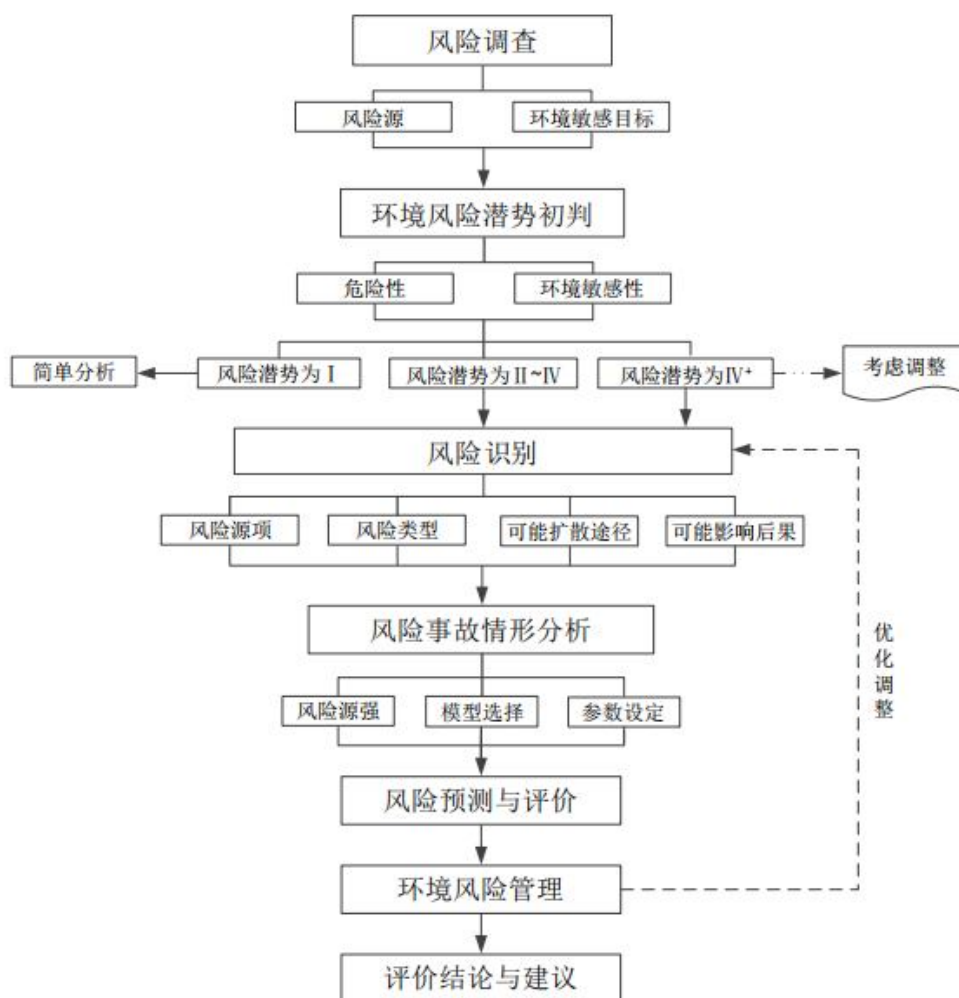 风险调查
风险源
环境敏感目标
环境风险潜势初判
危险性
环境敏感性
简单分析
风险潜势为Ⅰ
风险潜势为Ⅱ~Ⅳ
风险潜势为Ⅳ⁺
考虑调整
风险识别
风险源项
风险类型
可能扩散途径
可能影响后果
风险事故情形分析
风险源强
模型选择
参数设定
优化调整
风险预测与评价
环境风险管理
评价结论与建议